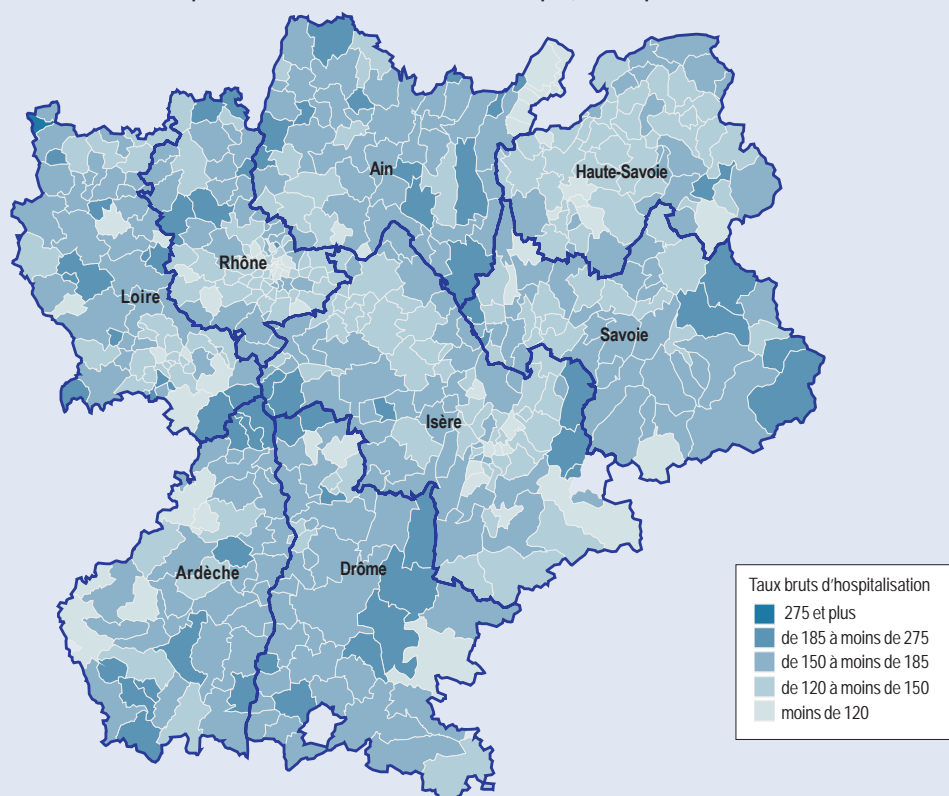 Ain
Haute-Savoie
Rhône
Loire
Savoie
Isère
Ardèche
Drôme
Taux bruts d'hospitalisation
275 et plus
de 185 à moins de 275
de 150 à moins de 185
de 120 à moins de 150
moins de 120